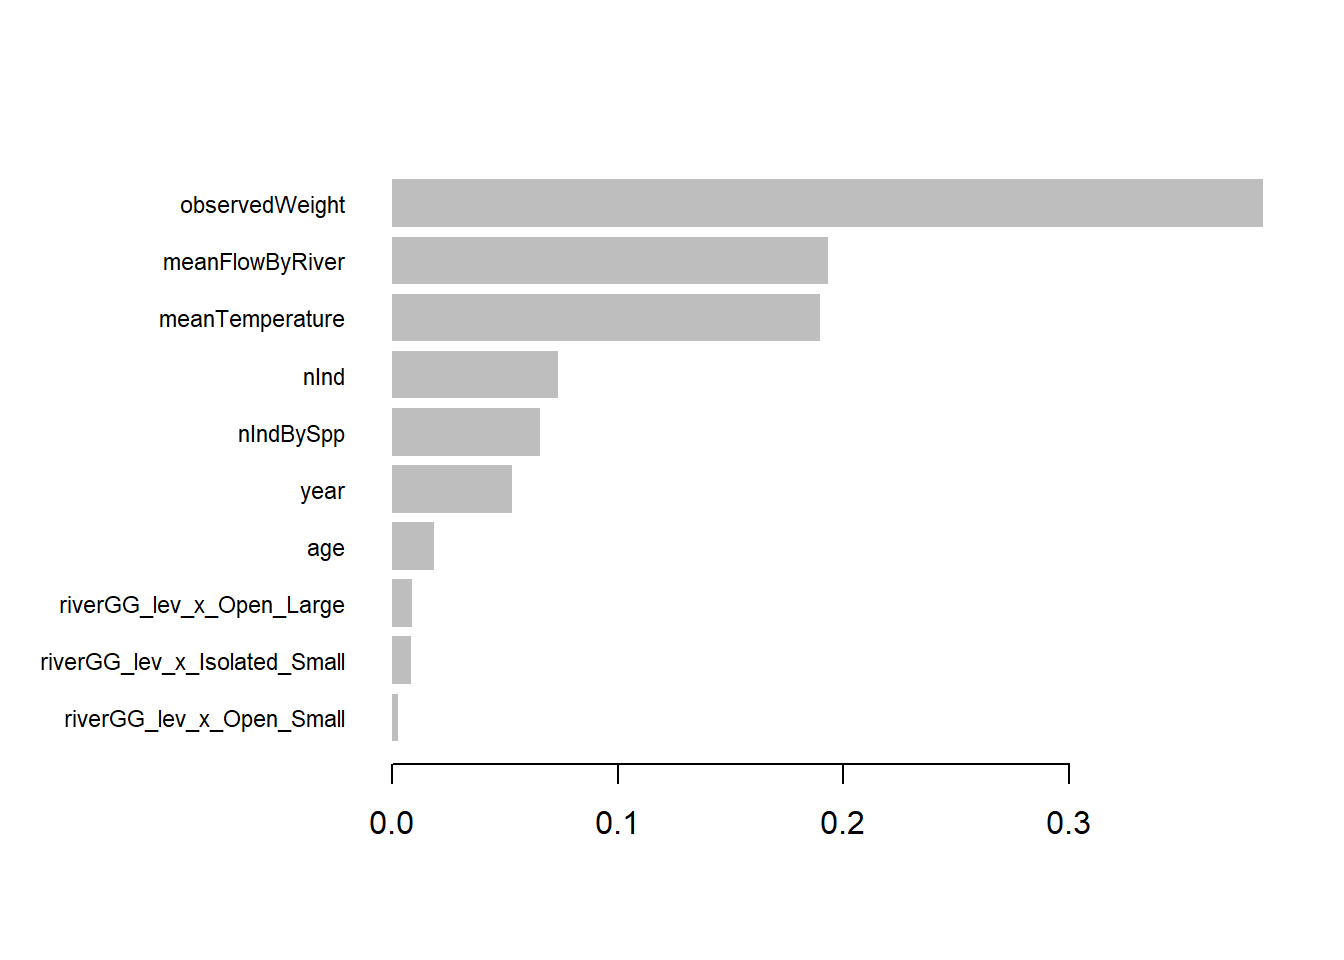 observedWeight
meanFlowByRiver
meanTemperature
nInd
nIndBySpp
year
age
riverGG_lev_x_Open_Large
riverGG_lev_x_Isolated_Small
riverGG_lev_x_Open_Small
0.0 0.1 0.2 0.3